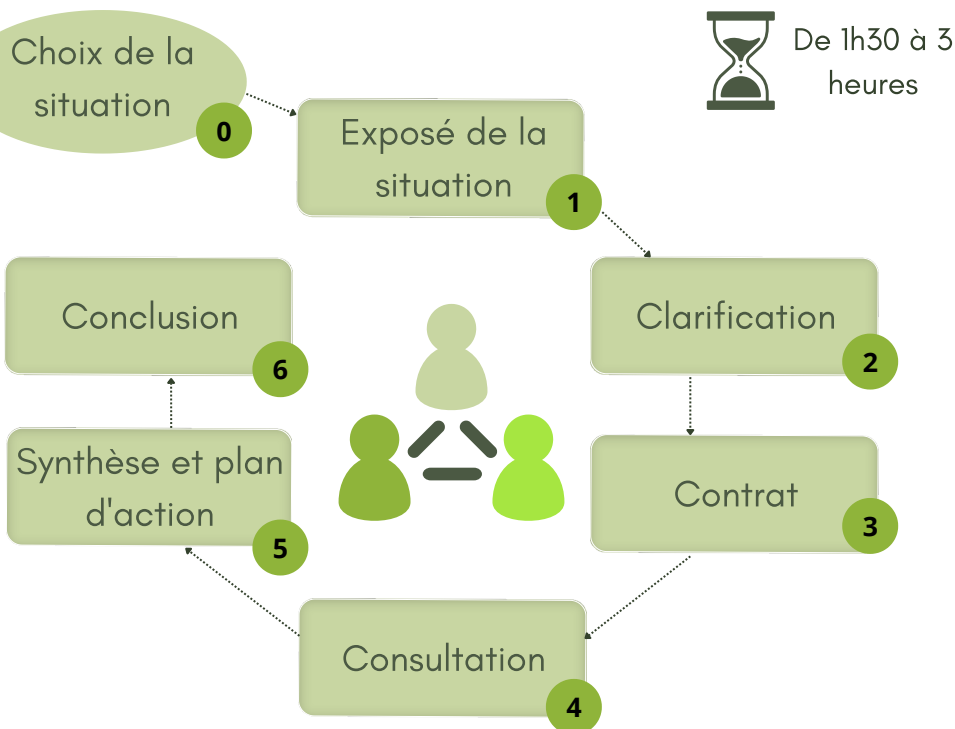 Choix de la
situation
0
De 1h30 à 3
heures
Exposé de la
situation
1
Clarification
2
Contrat
3
Consultation
4
Synthèse et plan
d'action
5
Conclusion
6